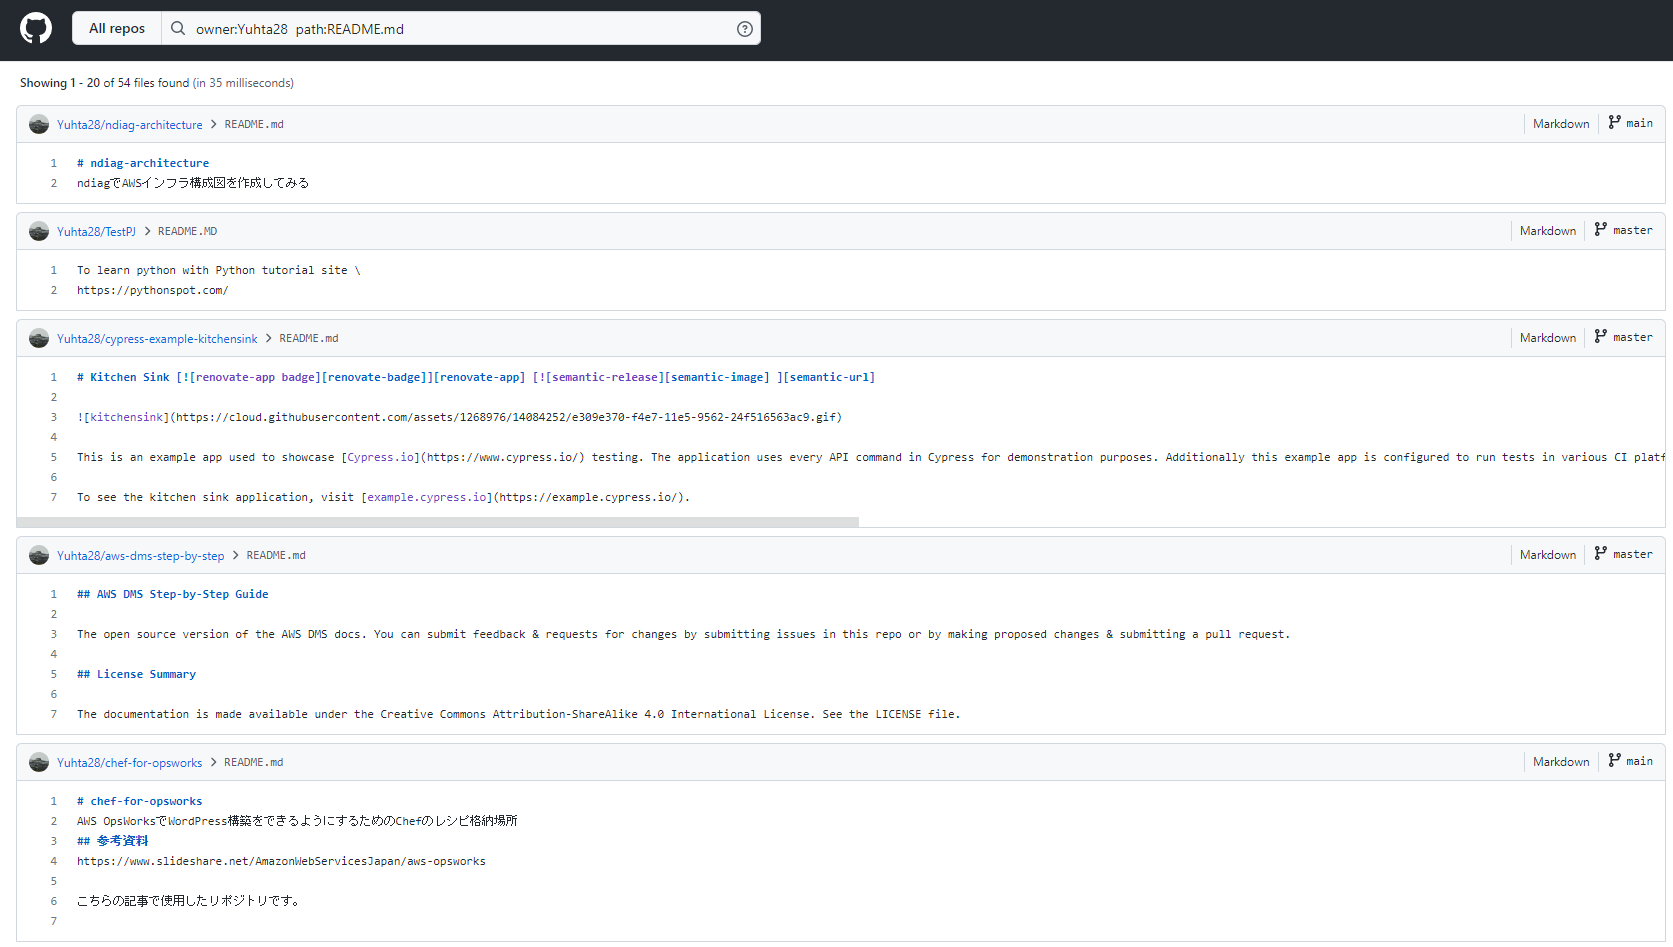 All repos
owner:Yuhta28  path:README.md
Showing 1 - 20 of 54 files found (in 35 milliseconds)
Yuhta28/ndiag-architecture > README.md
Markdown
main
1 # ndiag-architecture
2 ndiagでAWSインフラ構成図を作成してみる
Yuhta28/TestPJ > README.MD
Markdown
master
1 To learn python with Python tutorial site \
2 https://pythonspot.com/
Yuhta28/cypress-example-kitchensink > README.md
Markdown
master
1 # Kitchen Sink [![renovate-app badge][renovate-badge]][renovate-app] [![semantic-release][semantic-image] ][semantic-url]
2
3 ![kitchensink](https://cloud.githubusercontent.com/assets/1268976/14084252/e309e370-f4e7-11e5-9562-24f516563ac9.gif)
4
5 This is an example app used to showcase [Cypress.io](https://www.cypress.io/) testing. The application uses every API command in Cypress for demonstration purposes. Additionally this example app is configured to run tests in various CI platf
6
7 To see the kitchen sink application, visit [example.cypress.io](https://example.cypress.io/).
Yuhta28/aws-dms-step-by-step > README.md
Markdown
master
1 ## AWS DMS Step-by-Step Guide
2
3 The open source version of the AWS DMS docs. You can submit feedback & requests for changes by submitting issues in this repo or by making proposed changes & submitting a pull request.
4
5 ## License Summary
6
7 The documentation is made available under the Creative Commons Attribution-ShareAlike 4.0 International License. See the LICENSE file.
Yuhta28/chef-for-opsworks > README.md
Markdown
main
1 # chef-for-opsworks
2 AWS OpsWorksでWordPress構築をできるようにするためのChefのレシピ格納場所
3 ## 参考資料
4 https://www.slideshare.net/AmazonWebServicesJapan/aws-opsworks
5
6 こちらの記事で使用したリポジトリです。
7